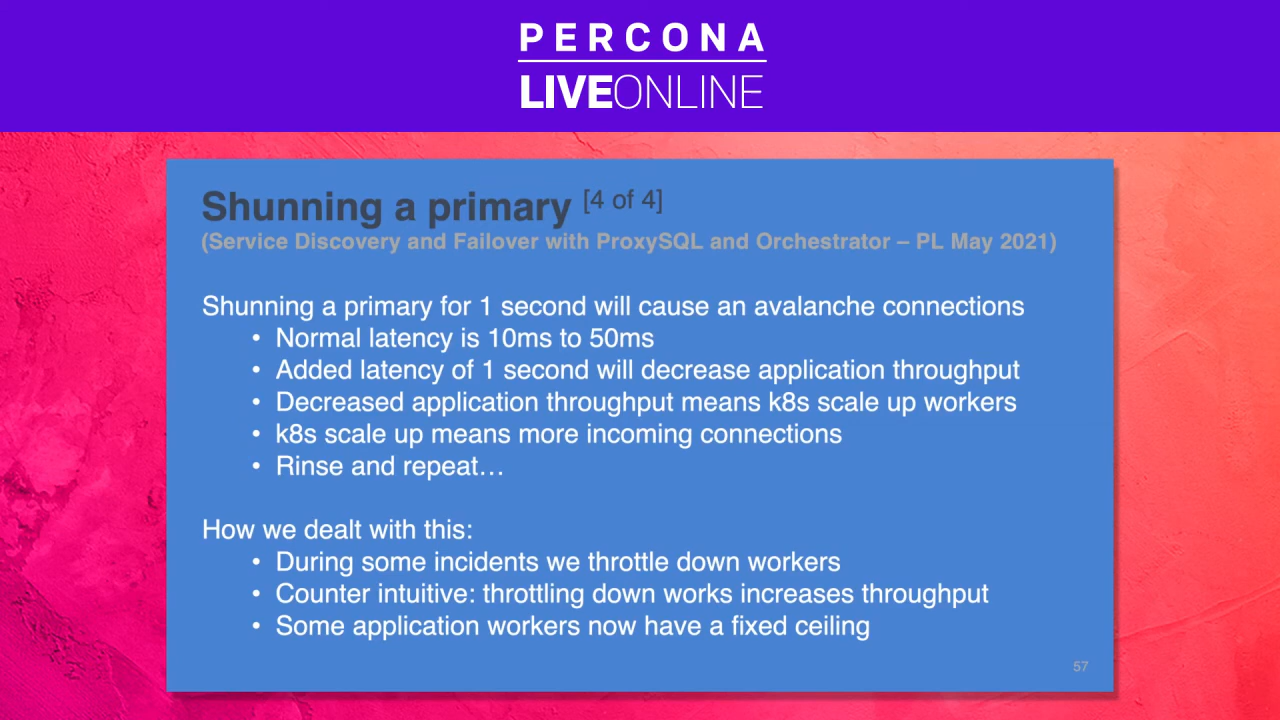 PERCONA
LIVEONLINE
Shunning a primary [4 of 4]
(Service Discovery and Failover with ProxySQL and Orchestrator – PL May 2021)
Shunning a primary for 1 second will cause an avalanche connections
• Normal latency is 10ms to 50ms
• Added latency of 1 second will decrease application throughput
• Decreased application throughput means k8s scale up workers
• k8s scale up means more incoming connections
• Rinse and repeat…
How we dealt with this:
• During some incidents we throttle down workers
• Counter intuitive: throttling down works increases throughput
• Some application workers now have a fixed ceiling
57